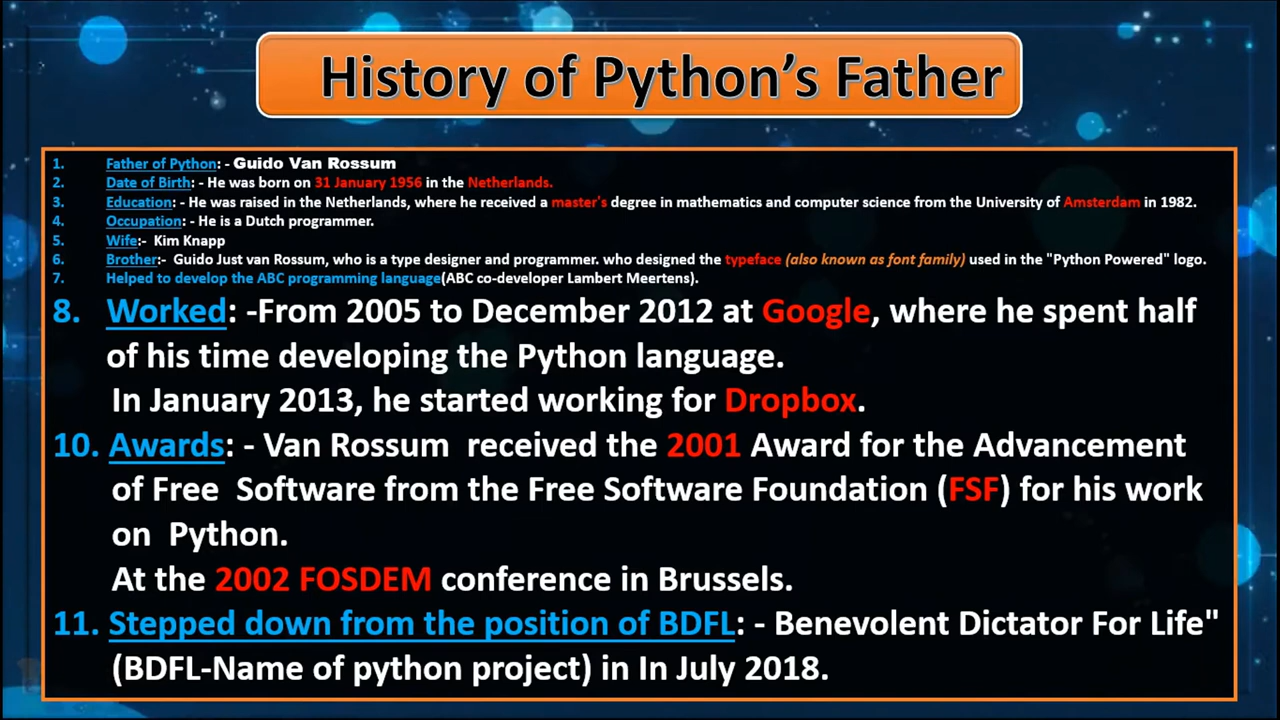 History of Python's Father
1. Father of Python: - Guido Van Rossum
2. Date of Birth: - He was born on 31 January 1956 in the Netherlands.
3. Education: - He was raised in the Netherlands, where he received a master's degree in mathematics and computer science from the University of Amsterdam in 1982.
4. Occupation: - He is a Dutch programmer.
5. Wife:- Kim Knapp
6. Brother:- Guido Just van Rossum, who is a type designer and programmer. who designed the typeface (also known as font family) used in the "Python Powered" logo.
7. Helped to develop the ABC programming language(ABC co-developer Lambert Meertens).
8. Worked: -From 2005 to December 2012 at Google, where he spent half
of his time developing the Python language.
In January 2013, he started working for Dropbox.
10. Awards: - Van Rossum received the 2001 Award for the Advancement
of Free Software from the Free Software Foundation (FSF) for his work
on Python.
At the 2002 FOSDEM conference in Brussels.
11. Stepped down from the position of BDFL: - Benevolent Dictator For Life"
(BDFL-Name of python project) in In July 2018.